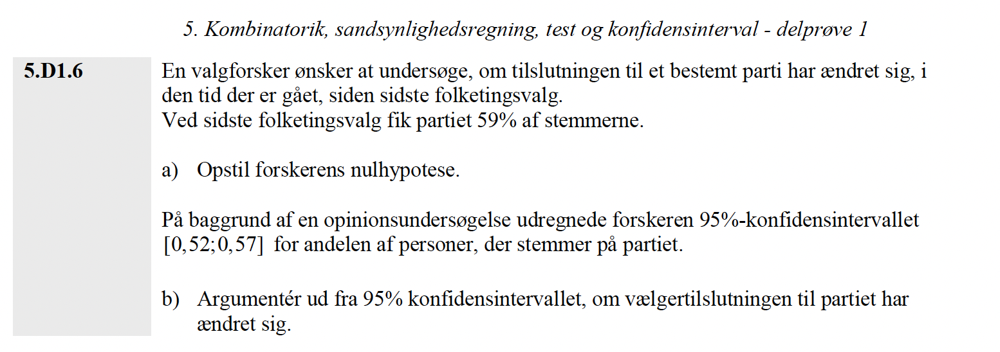 5. Kombinatorik, sandsynlighedsregning, test og konfidensinterval - delprøve 1
5.D1.6
En valgforsker ønsker at undersøge, om tilslutningen til et bestemt parti har ændret sig, i
den tid der er gået, siden sidste folketingsvalg.
Ved sidste folketingsvalg fik partiet 59% af stemmerne.
a) Opstil forskerens nulhypotese.
På baggrund af en opinionsundersøgelse udregnede forskeren 95%-konfidensintervallet
[0,52;0,57] for andelen af personer, der stemmer på partiet.
b) Argumentér ud fra 95% konfidensintervallet, om vælgertilslutningen til partiet har
ændret sig.